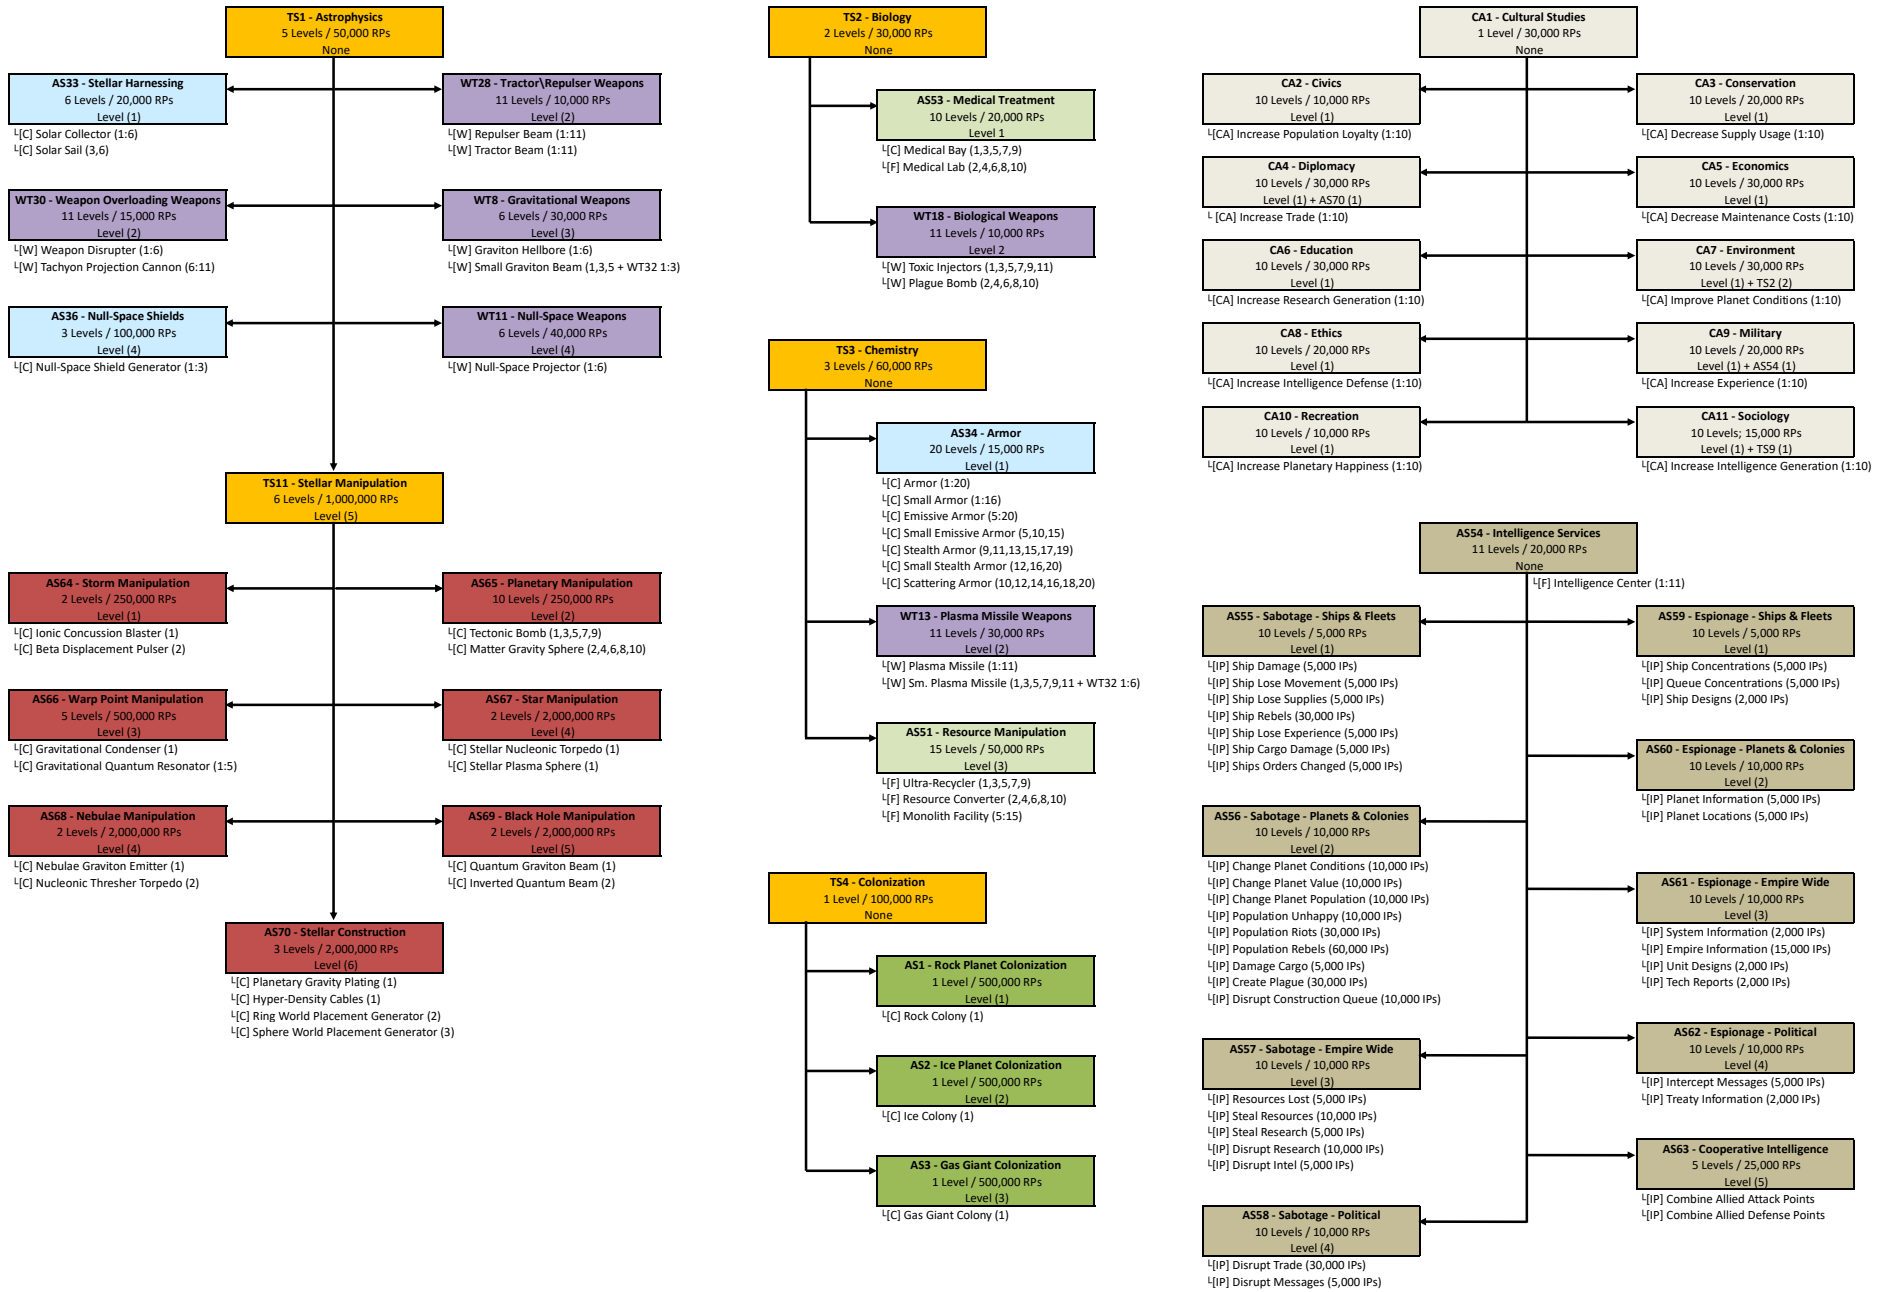 TS1 - Astrophysics
5 Levels / 50,000 RPs
None
AS33 - Stellar Harnessing
6 Levels / 20,000 RPs
Level (1)
└[C] Solar Collector (1:6)
└[C] Solar Sail (3,6)
WT28 - Tractor\Repulser Weapons
11 Levels / 10,000 RPs
Level (2)
└[W] Repulser Beam (1:11)
└[W] Tractor Beam (1:11)
WT30 - Weapon Overloading Weapons
11 Levels / 15,000 RPs
Level (2)
└[W] Weapon Disrupter (1:6)
└[W] Tachyon Projection Cannon (6:11)
WT8 - Gravitational Weapons
6 Levels / 30,000 RPs
Level (3)
└[W] Graviton Hellbore (1:6)
└[W] Small Graviton Beam (1,3,5 + WT32 1:3)
AS36 - Null-Space Shields
3 Levels / 100,000 RPs
Level (4)
└[C] Null-Space Shield Generator (1:3)
WT11 - Null-Space Weapons
6 Levels / 40,000 RPs
Level (4)
└[W] Null-Space Projector (1:6)
TS11 - Stellar Manipulation
6 Levels / 1,000,000 RPs
Level (5)
AS64 - Storm Manipulation
2 Levels / 250,000 RPs
Level (1)
└[C] Ionic Concussion Blaster (1)
└[C] Beta Displacement Pulser (2)
AS65 - Planetary Manipulation
10 Levels / 250,000 RPs
Level (2)
└[C] Tectonic Bomb (1,3,5,7,9)
└[C] Matter Gravity Sphere (2,4,6,8,10)
AS66 - Warp Point Manipulation
5 Levels / 500,000 RPs
Level (3)
└[C] Gravitational Condenser (1)
└[C] Gravitational Quantum Resonator (1:5)
AS67 - Star Manipulation
2 Levels / 2,000,000 RPs
Level (4)
└[C] Stellar Nucleonic Torpedo (1)
└[C] Stellar Plasma Sphere (1)
AS68 - Nebulae Manipulation
2 Levels / 2,000,000 RPs
Level (4)
└[C] Nebulae Graviton Emitter (1)
└[C] Nucleonic Thresher Torpedo (2)
AS69 - Black Hole Manipulation
2 Levels / 2,000,000 RPs
Level (5)
└[C] Quantum Graviton Beam (1)
└[C] Inverted Quantum Beam (2)
AS70 - Stellar Construction
3 Levels / 2,000,000 RPs
Level (6)
└[C] Planetary Gravity Plating (1)
└[C] Hyper-Density Cables (1)
└[C] Ring World Placement Generator (2)
└[C] Sphere World Placement Generator (3)
TS2 - Biology
2 Levels / 30,000 RPs
None
AS53 - Medical Treatment
10 Levels / 20,000 RPs
Level 1
└[C] Medical Bay (1,3,5,7,9)
└[F] Medical Lab (2,4,6,8,10)
WT18 - Biological Weapons
11 Levels / 10,000 RPs
Level 2
└[W] Toxic Injectors (1,3,5,7,9,11)
└[W] Plague Bomb (2,4,6,8,10)
TS3 - Chemistry
3 Levels / 60,000 RPs
None
AS34 - Armor
20 Levels / 15,000 RPs
Level (1)
└[C] Armor (1:20)
└[C] Small Armor (1:16)
└[C] Emissive Armor (5:20)
└[C] Small Emissive Armor (5,10,15)
└[C] Stealth Armor (9,11,13,15,17,19)
└[C] Small Stealth Armor (12,16,20)
└[C] Scattering Armor (10,12,14,16,18,20)
WT13 - Plasma Missile Weapons
11 Levels / 30,000 RPs
Level (2)
└[W] Plasma Missile (1:11)
└[W] Sm. Plasma Missile (1,3,5,7,9,11 + WT32 1:6)
AS51 - Resource Manipulation
15 Levels / 50,000 RPs
Level (3)
└[F] Ultra-Recycler (1,3,5,7,9)
└[F] Resource Converter (2,4,6,8,10)
└[F] Monolith Facility (5:15)
TS4 - Colonization
1 Level / 100,000 RPs
None
AS1 - Rock Planet Colonization
1 Level / 500,000 RPs
Level (1)
└[C] Rock Colony (1)
AS2 - Ice Planet Colonization
1 Level / 500,000 RPs
Level (2)
└[C] Ice Colony (1)
AS3 - Gas Giant Colonization
1 Level / 500,000 RPs
Level (3)
└[C] Gas Giant Colony (1)
CA1 - Cultural Studies
1 Level / 30,000 RPs
None
CA2 - Civics
10 Levels / 10,000 RPs
Level (1)
└[CA] Increase Population Loyalty (1:10)
CA3 - Conservation
10 Levels / 20,000 RPs
Level (1)
└[CA] Decrease Supply Usage (1:10)
CA4 - Diplomacy
10 Levels / 30,000 RPs
Level (1) + AS70 (1)
└ [CA] Increase Trade (1:10)
CA5 - Economics
10 Levels / 30,000 RPs
Level (1)
└[CA] Decrease Maintenance Costs (1:10)
CA6 - Education
10 Levels / 30,000 RPs
Level (1)
└[CA] Increase Research Generation (1:10)
CA7 - Environment
10 Levels / 30,000 RPs
Level (1) + TS2 (2)
└[CA] Improve Planet Conditions (1:10)
CA8 - Ethics
10 Levels / 20,000 RPs
Level (1)
└[CA] Increase Intelligence Defense (1:10)
CA9 - Military
10 Levels / 20,000 RPs
Level (1) + AS54 (1)
└[CA] Increase Experience (1:10)
CA10 - Recreation
10 Levels / 10,000 RPs
Level (1)
└[CA] Increase Planetary Happiness (1:10)
CA11 - Sociology
10 Levels; 15,000 RPs
Level (1) + TS9 (1)
└[CA] Increase Intelligence Generation (1:10)
AS54 - Intelligence Services
11 Levels / 20,000 RPs
None
└[F] Intelligence Center (1:11)
AS55 - Sabotage - Ships & Fleets
10 Levels / 5,000 RPs
Level (1)
└[IP] Ship Damage (5,000 IPs)
└[IP] Ship Lose Movement (5,000 IPs)
└[IP] Ship Lose Supplies (5,000 IPs)
└[IP] Ship Rebels (30,000 IPs)
└[IP] Ship Lose Experience (5,000 IPs)
└[IP] Ship Cargo Damage (5,000 IPs)
└[IP] Ships Orders Changed (5,000 IPs)
AS59 - Espionage - Ships & Fleets
10 Levels / 5,000 RPs
Level (1)
└[IP] Ship Concentrations (5,000 IPs)
└[IP] Queue Concentrations (5,000 IPs)
└[IP] Ship Designs (2,000 IPs)
AS60 - Espionage - Planets & Colonies
10 Levels / 10,000 RPs
Level (2)
└[IP] Planet Information (5,000 IPs)
└[IP] Planet Locations (5,000 IPs)
AS56 - Sabotage - Planets & Colonies
10 Levels / 10,000 RPs
Level (2)
└[IP] Change Planet Conditions (10,000 IPs)
└[IP] Change Planet Value (10,000 IPs)
└[IP] Change Planet Population (10,000 IPs)
└[IP] Population Unhappy (10,000 IPs)
└[IP] Population Riots (30,000 IPs)
└[IP] Population Rebels (60,000 IPs)
└[IP] Damage Cargo (5,000 IPs)
└[IP] Create Plague (30,000 IPs)
└[IP] Disrupt Construction Queue (10,000 IPs)
AS61 - Espionage - Empire Wide
10 Levels / 10,000 RPs
Level (3)
└[IP] System Information (2,000 IPs)
└[IP] Empire Information (15,000 IPs)
└[IP] Unit Designs (2,000 IPs)
└[IP] Tech Reports (2,000 IPs)
AS57 - Sabotage - Empire Wide
10 Levels / 10,000 RPs
Level (3)
└[IP] Resources Lost (5,000 IPs)
└[IP] Steal Resources (10,000 IPs)
└[IP] Steal Research (5,000 IPs)
└[IP] Disrupt Research (10,000 IPs)
└[IP] Disrupt Intel (5,000 IPs)
AS62 - Espionage - Political
10 Levels / 10,000 RPs
Level (4)
└[IP] Intercept Messages (5,000 IPs)
└[IP] Treaty Information (2,000 IPs)
AS63 - Cooperative Intelligence
5 Levels / 25,000 RPs
Level (5)
└[IP] Combine Allied Attack Points
└[IP] Combine Allied Defense Points
AS58 - Sabotage - Political
10 Levels / 10,000 RPs
Level (4)
└[IP] Disrupt Trade (30,000 IPs)
└[IP] Disrupt Messages (5,000 IPs)